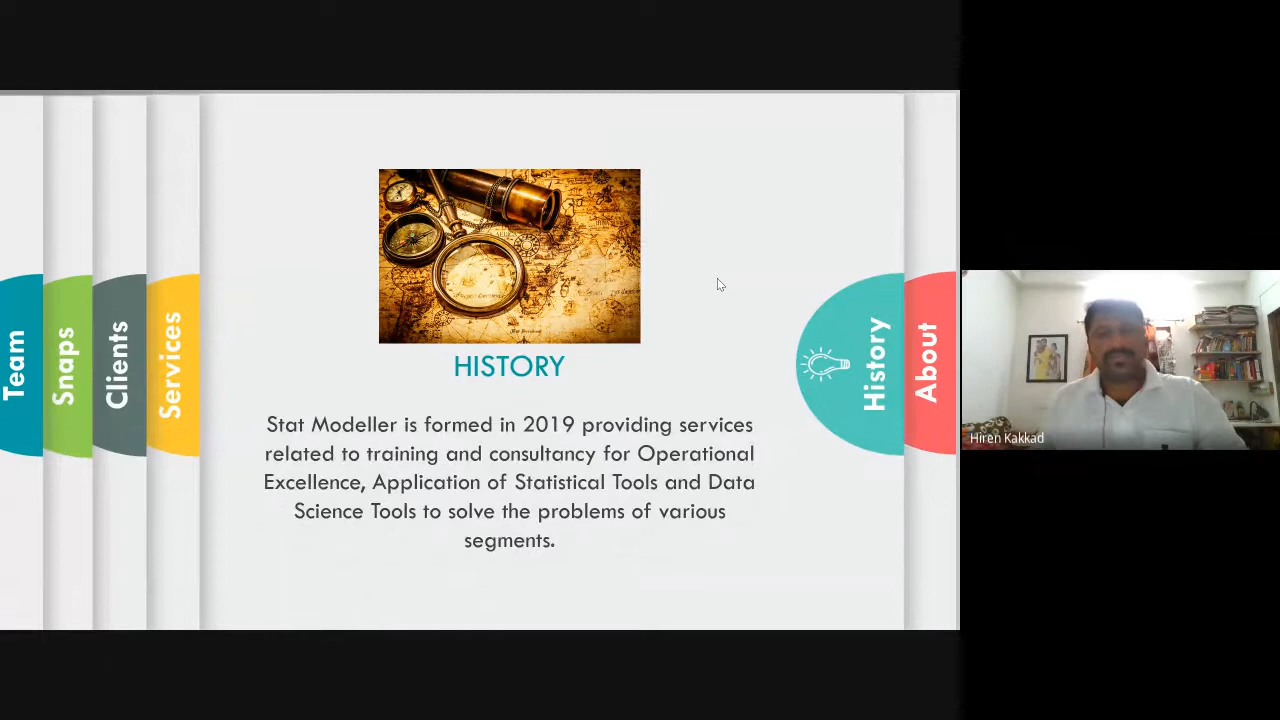 Team
Snaps
Clients
Services
HISTORY
Stat Modeller is formed in 2019 providing services
related to training and consultancy for Operational
Excellence, Application of Statistical Tools and Data
Science Tools to solve the problems of various
segments.
History
About
Hiren Kakkad